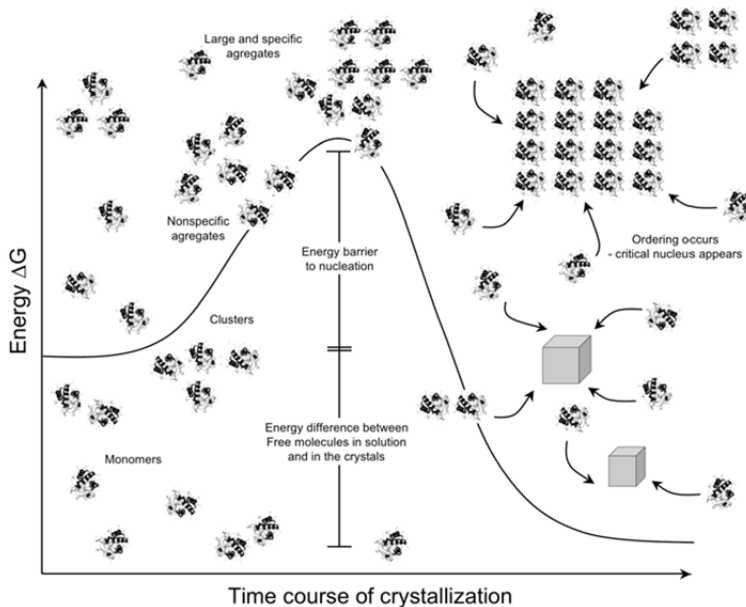 Large and specific
agregates
Energy ΔG
Nonspecific
agregates
Energy barrier
to nucleation
Ordering occurs
- critical nucleus appears
Clusters
Energy difference between
Free molecules in solution
and in the crystals
Monomers
Time course of crystallization